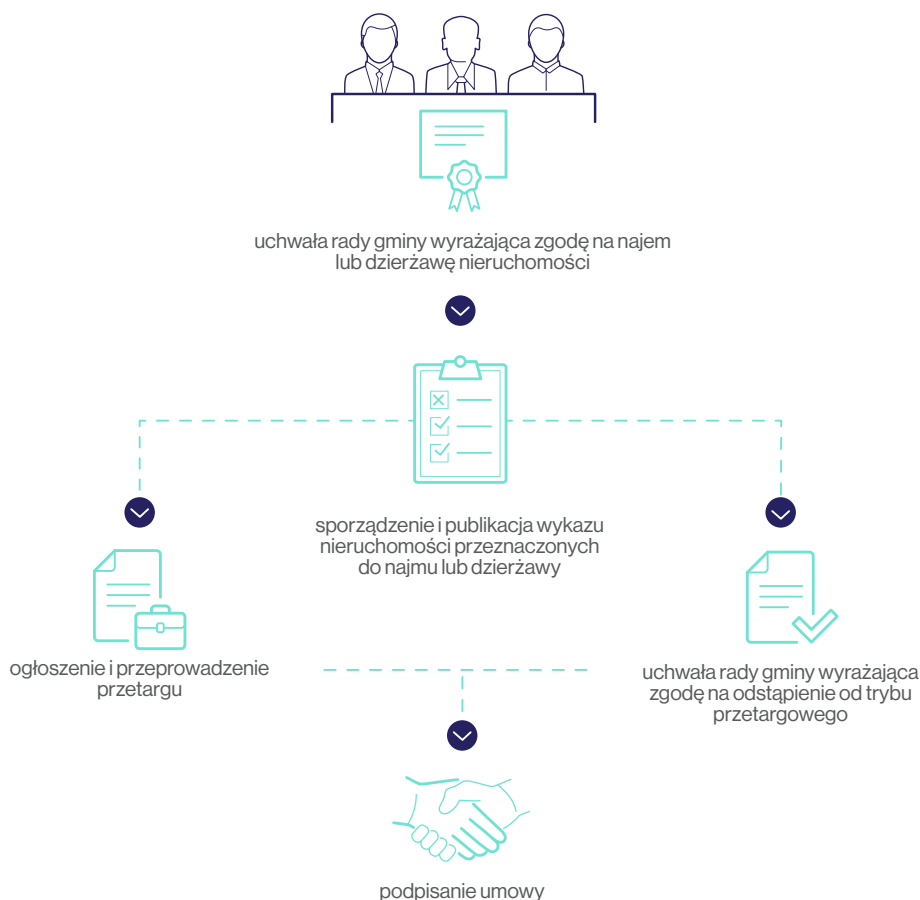 uchwała rady gminy wyrażająca zgodę na najem
lub dzierżawę nieruchomości
sporządzenie i publikacja wykazu
nieruchomości przeznaczonych
do najmu lub dzierżawy
ogłoszenie i przeprowadzenie
przetargu
uchwała rady gminy wyrażająca
zgodę na odstąpienie od trybu
przetargowego
podpisanie umowy